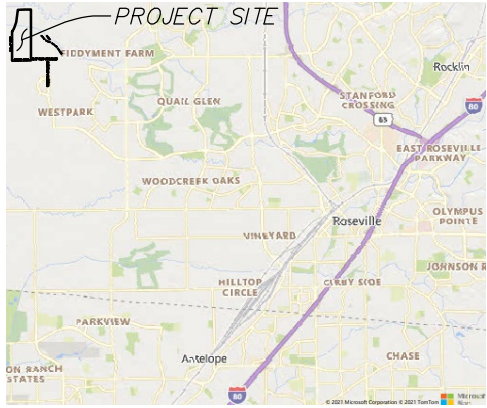 PROJECT SITE
FIDDYMENT FARM
Rocklin
WESTPARK
QUAIL GLEN
STANFORD
CROSSING
80
65
EAST ROSEVILLE
PARKWAY
WOODCREEK OAKS
Roseville
OLYMPUS
POINTE
VINEYARD
JOHNSON R
HILLTOP
CIRCLE
CIRBY SIDE
PARKVIEW
Antelope
CHASE
ON RANCH
STATES
80
© 2021 Microsoft Corporation © 2021 TomTom
Microsoft